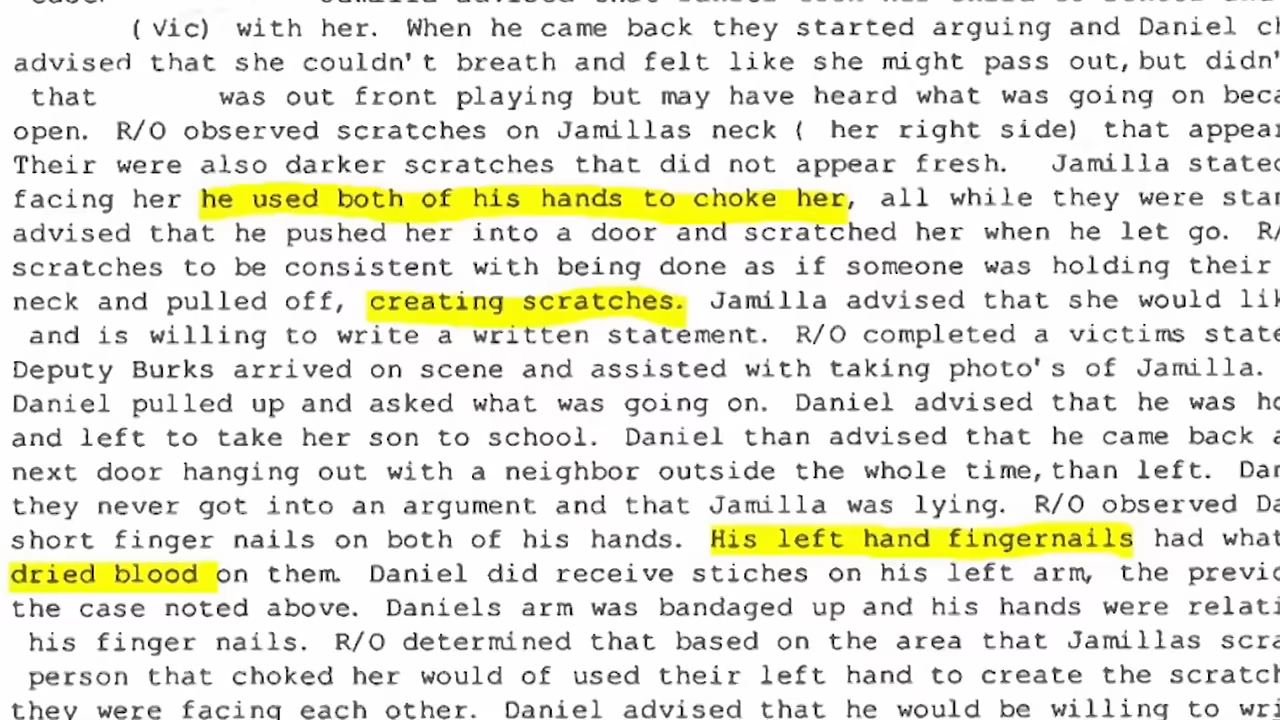 ( vic) with her. When he came back they started arguing and Daniel
advised that she couldn't breath and felt like she might pass out, but
that was out front playing but may have heard what was going on
open. R/O observed scratches on Jamillas neck ( her right side) that
Their were also darker scratches that did not appear fresh. Jamilla stated
facing her he used both of his hands to choke her, all while they were
advised that he pushed her into a door and scratched her when he let go.
scratches to be consistent with being done as if someone was holding their
neck and pulled off, creating scratches. Jamilla advised that she would
and is willing to write a written statement. R/O completed a victims
Deputy Burks arrived on scene and assisted with taking photo's of Jamilla.
Daniel pulled up and asked what was going on. Daniel advised that he was
and left to take her son to school. Daniel than advised that he came back
next door hanging out with a neighbor outside the whole time, than left.
they never got into an argument and that Jamilla was lying. R/O observed
short finger nails on both of his hands. His left hand fingernails had what
dried blood on them. Daniel did receive stiches on his left arm, the
the case noted above. Daniels arm was bandaged up and his hands were
his finger nails. R/O determined that based on the area that Jamillas
person that choked her would of used their left hand to create the
they were facing each other. Daniel advised that he would be willing to